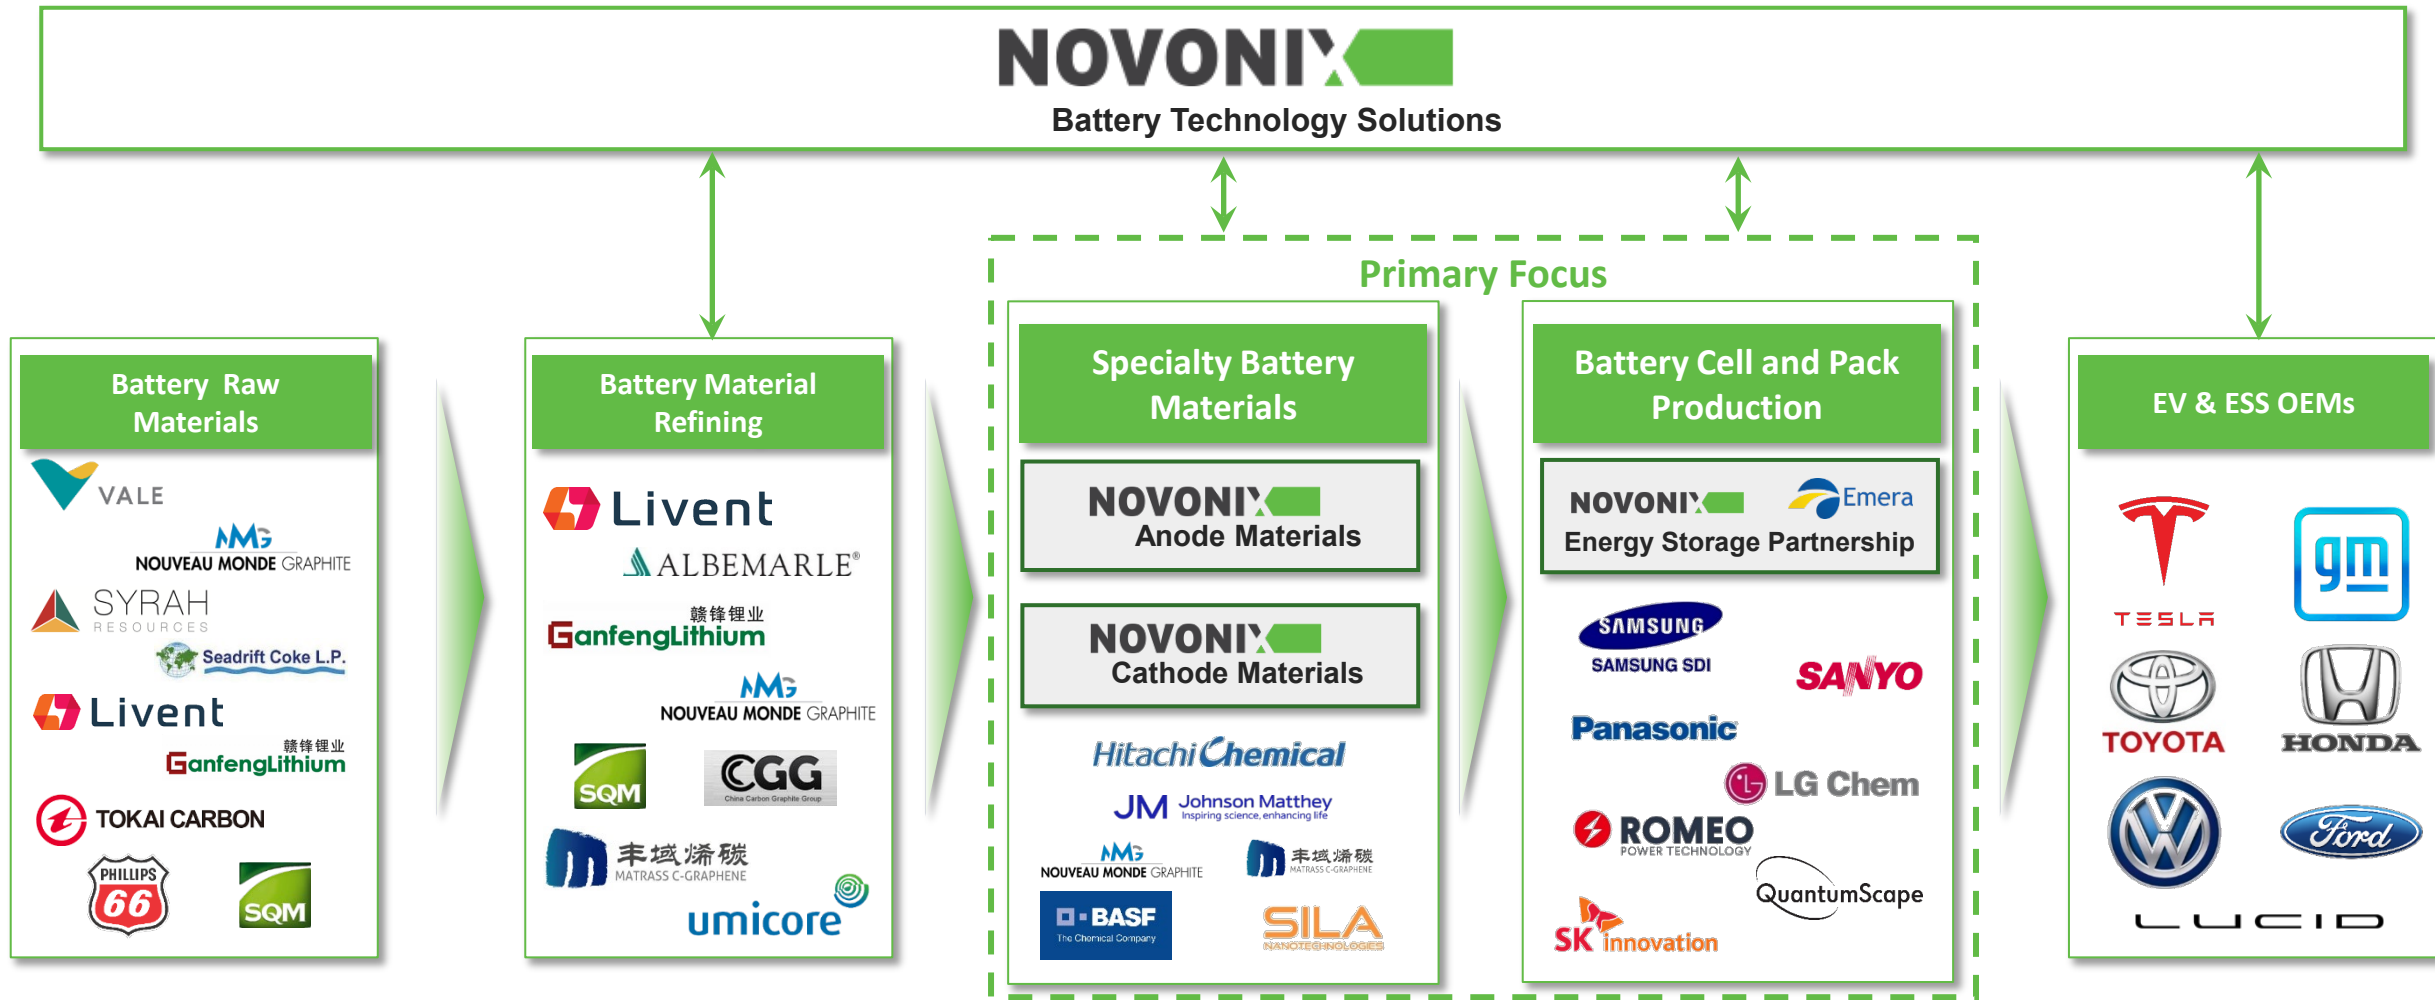 NOVONIX
Battery Technology Solutions
Primary Focus
Battery Raw
Materials
VALE
NMG
NOUVEAU MONDE GRAPHITE
SYRAH
RESOURCES
Seadrift Coke L.P.
Livent
赣锋锂业
GanfengLithium
TOKAI CARBON
PHILLIPS
66
SQM
Battery Material
Refining
Livent
ALBEMARLE®
赣锋锂业
GanfengLithium
NMG
NOUVEAU MONDE GRAPHITE
SQM
CGG
China Carbon Graphite Group
丰域烯碳
MATRASS C-GRAPHENE
umicore
Specialty Battery
Materials
NOVONIX
Anode Materials
NOVONIX
Cathode Materials
Hitachi Chemical
JM Johnson Matthey
Inspiring science, enhancing life
NMG
NOUVEAU MONDE GRAPHITE
丰域烯碳
MATRASS C-GRAPHENE
BASF
The Chemical Company
SILA
NANOTECHNOLOGIES
Battery Cell and Pack
Production
NOVONIX
Emera
Energy Storage Partnership
SAMSUNG
SAMSUNG SDI
SANYO
Panasonic
LG Chem
ROMEO
POWER TECHNOLOGY
QuantumScape
SK innovation
EV & ESS OEMs
TESLA
gm
TOYOTA
HONDA
VW
Ford
LUCID